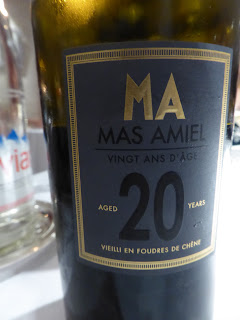 MA
MAS AMIEL
VINGT ANS D'ÂGE
AGED 20 YEARS
VIEILLI EN FOUDRES DE CHÊNE